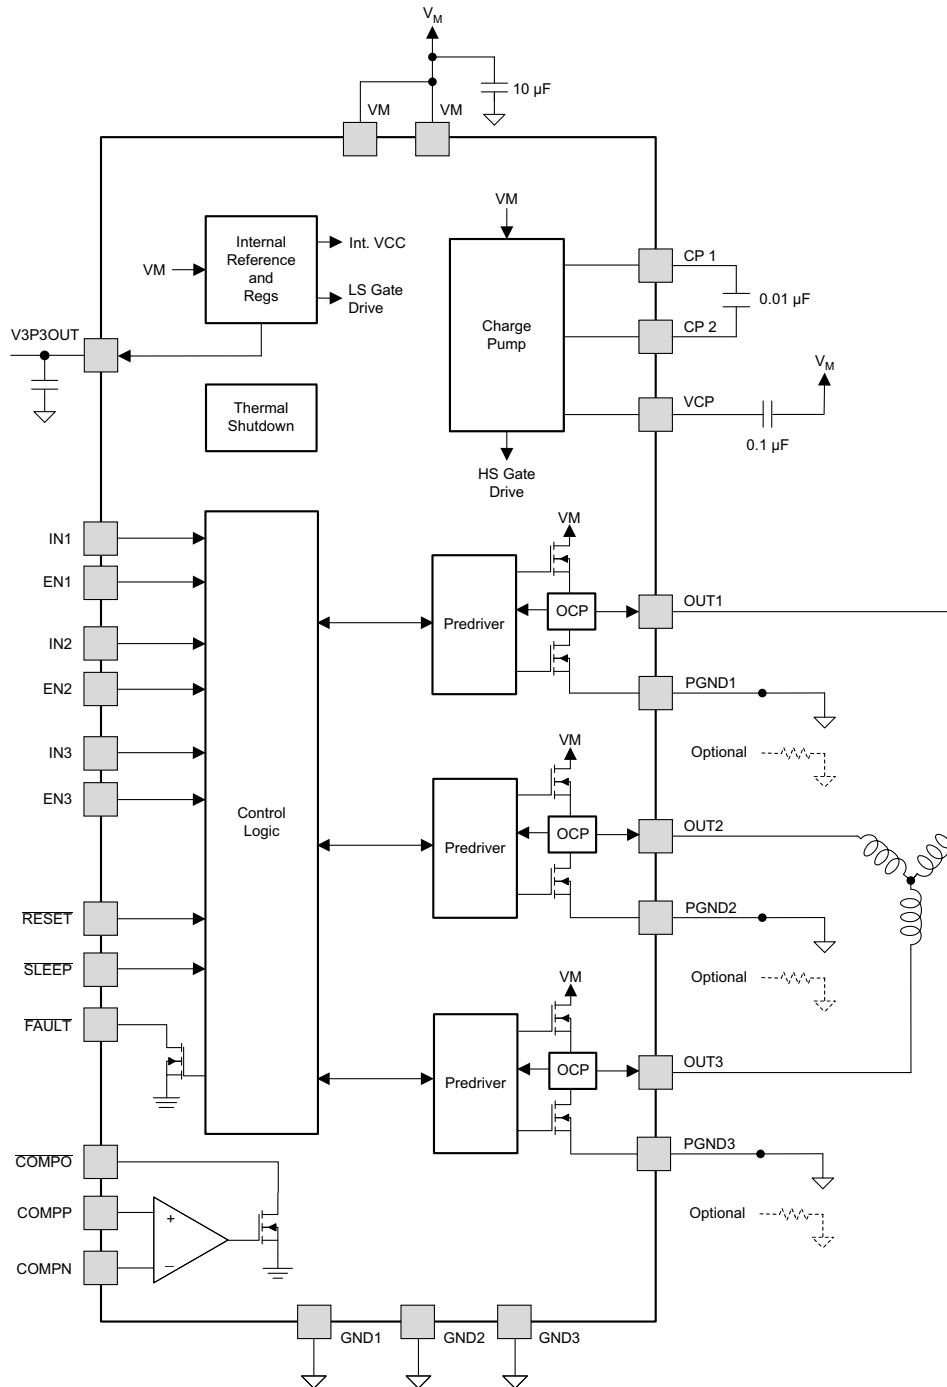 VM
10 µF
VM
VM
VM
Internal
Reference
and
Regs
Int. VCC
LS Gate
Drive
VM
V3P3OUT
Thermal
Shutdown
Charge
Pump
CP 1
0.01 µF
CP 2
VM
VCP
0.1 µF
HS Gate
Drive
IN1
EN1
IN2
EN2
IN3
EN3
RESET
SLEEP
FAULT
Control
Logic
VM
Predriver
OCP
OUT1
PGND1
Optional
VM
Predriver
OCP
OUT2
PGND2
Optional
VM
Predriver
OCP
OUT3
PGND3
Optional
COMPO
COMPP
COMPN
+
–
GND1
GND2
GND3